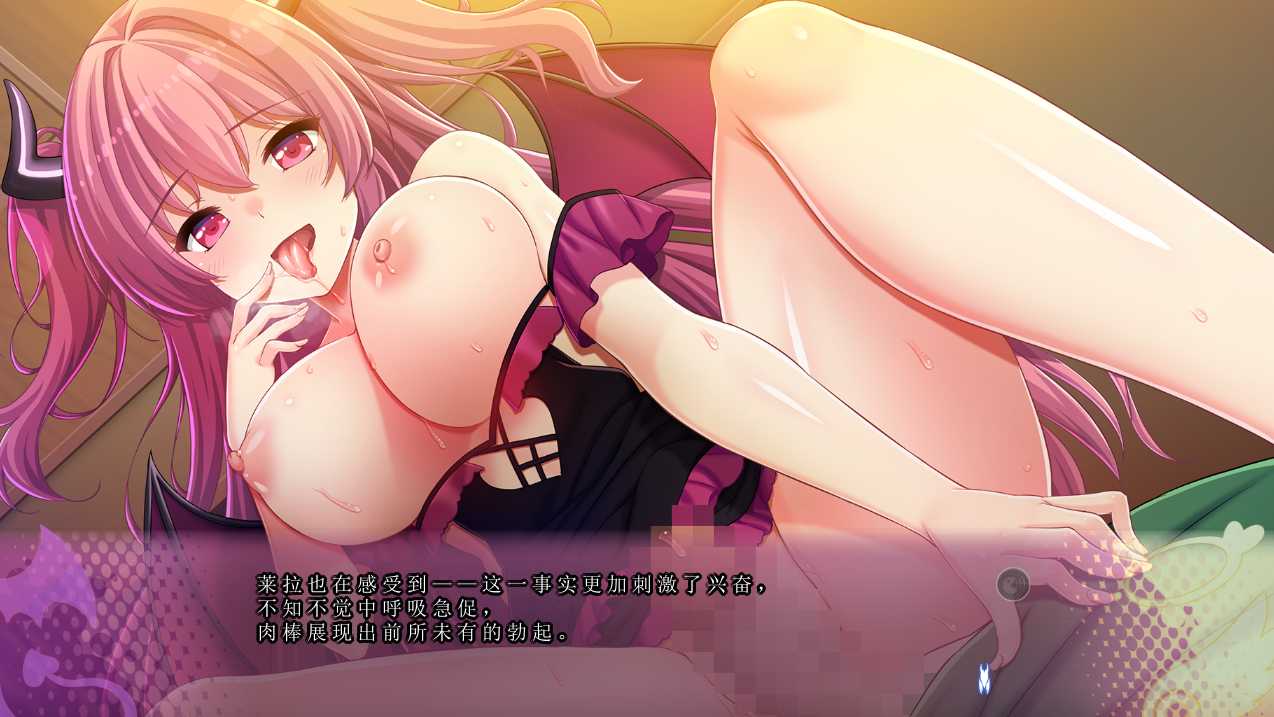 莱拉也在感受到——这一事实更加刺激了兴奋，
不知不觉中呼吸急促，
肉棒展现出前所未有的勃起。